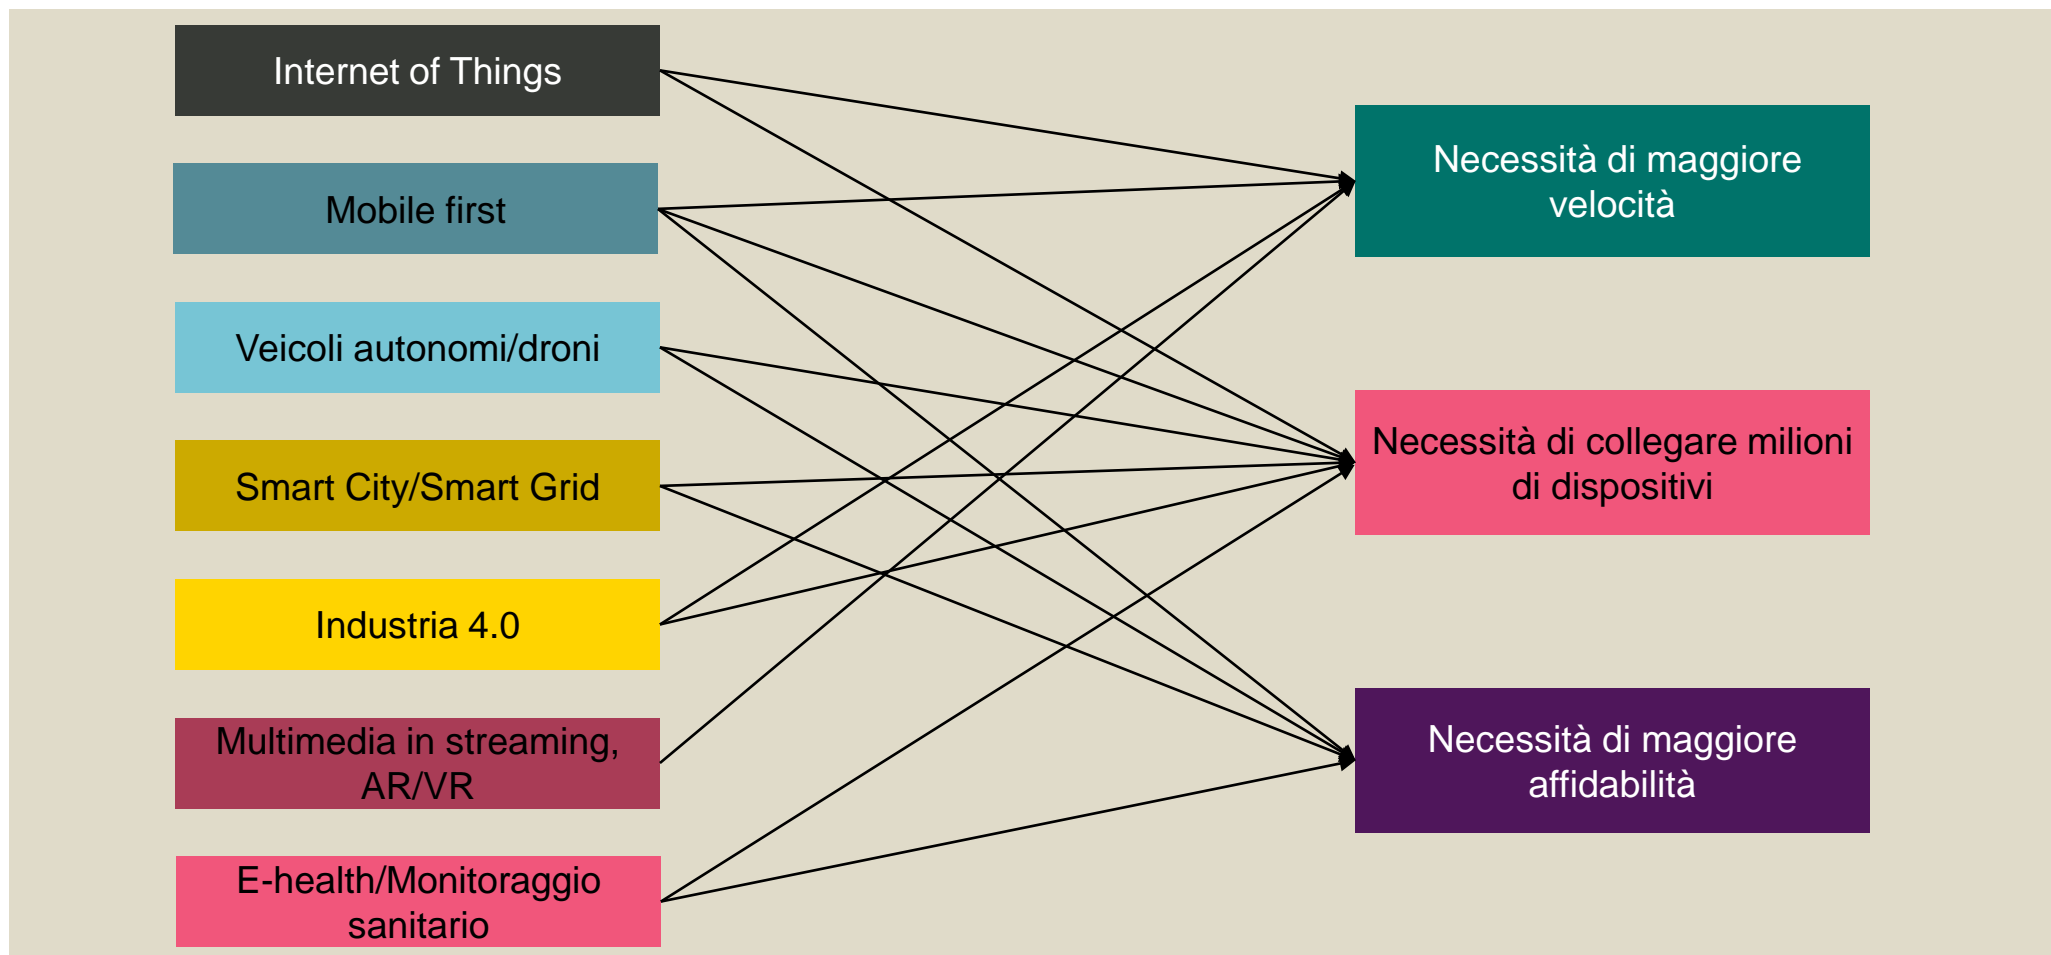 Internet of Things
Mobile first
Veicoli autonomi/droni
Smart City/Smart Grid
Industria 4.0
Multimedia in streaming,
AR/VR
E-health/Monitoraggio
sanitario
Necessità di maggiore
velocità
Necessità di collegare milioni
di dispositivi
Necessità di maggiore
affidabilità